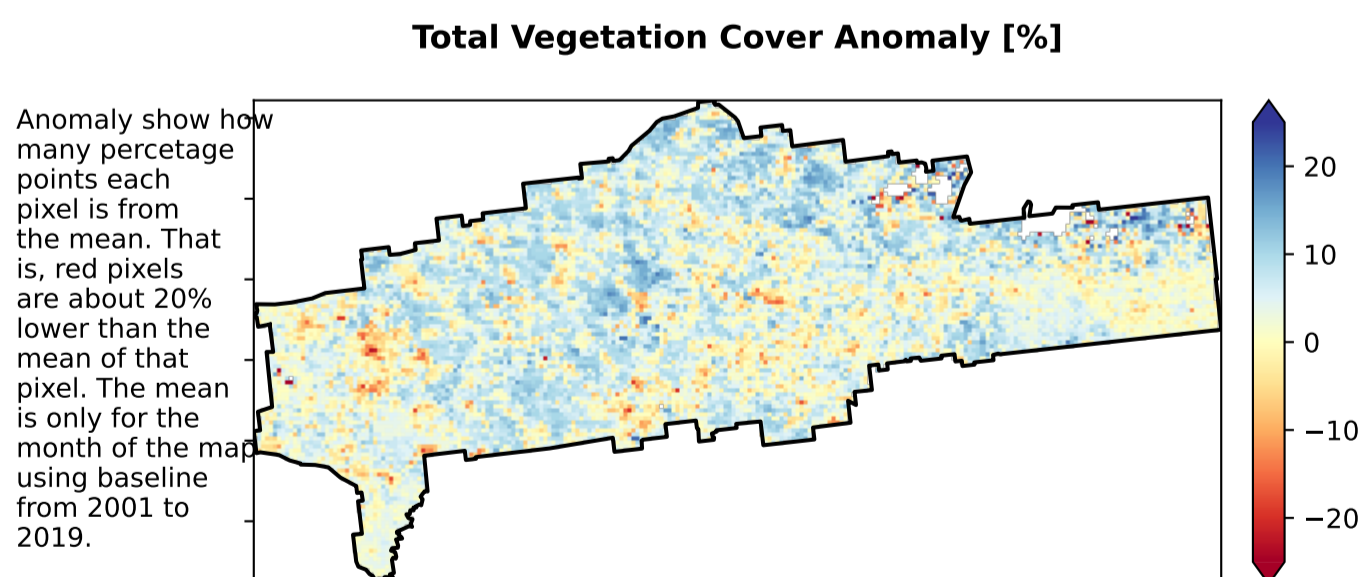 Total Vegetation Cover Anomaly [%]
Anomaly show how
many percetage
points each
pixel is from
the mean. That
is, red pixels
are about 20%
lower than the
mean of that
pixel. The mean
is only for the
month of the map
using baseline
from 2001 to
2019.
20
10
0
−10
−20